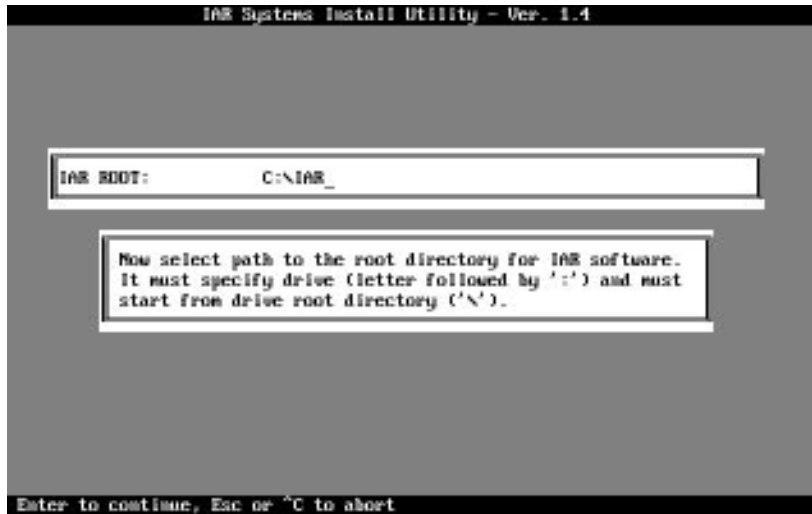 IAR Systems Install Utility - Ver. 1.4
IAR ROOT: C:\IAR_
Now select path to the root directory for IAR software.
It must specify drive (letter followed by ':') and must
start from drive root directory ('\').
Enter to continue, Esc or ^C to abort